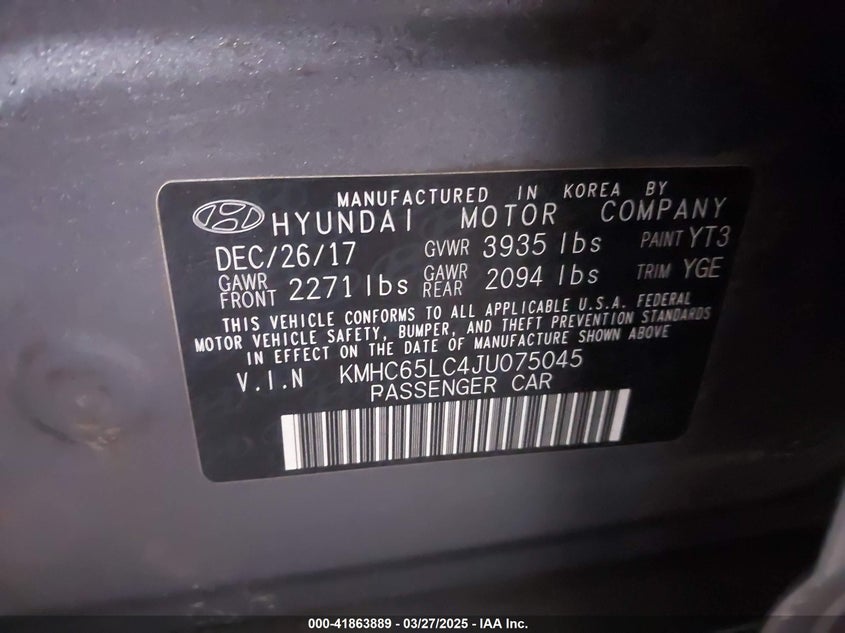 MANUFACTURED IN KOREA BY
HYUNDAI MOTOR COMPANY
DEC/26/17 GVWR 3935 lbs PAINT YT3
GAWR FRONT 2271 lbs GAWR REAR 2094 lbs TRIM YGE
THIS VEHICLE CONFORMS TO ALL APPLICABLE U.S.A. FEDERAL
MOTOR VEHICLE SAFETY, BUMPER, AND THEFT PREVENTION STANDARDS
IN EFFECT ON THE DATE OF MANUFACTURE SHOWN ABOVE
V.I.N KMHC65LC4JU075045
PASSENGER CAR
000-41863889 - 03/27/2025 - IAA Inc.